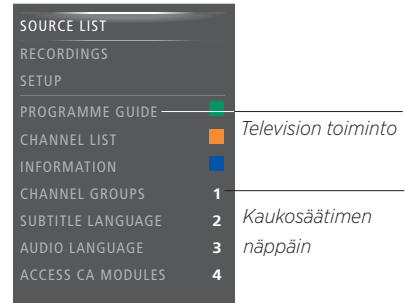 SOURCE LIST
RECORDINGS
SETUP
PROGRAMME GUIDE
CHANNEL LIST
INFORMATION
CHANNEL GROUPS 1
SUBTITLE LANGUAGE 2
AUDIO LANGUAGE 3
ACCESS CA MODULES 4
Television toiminto
Kaukosäätimen
näppäin